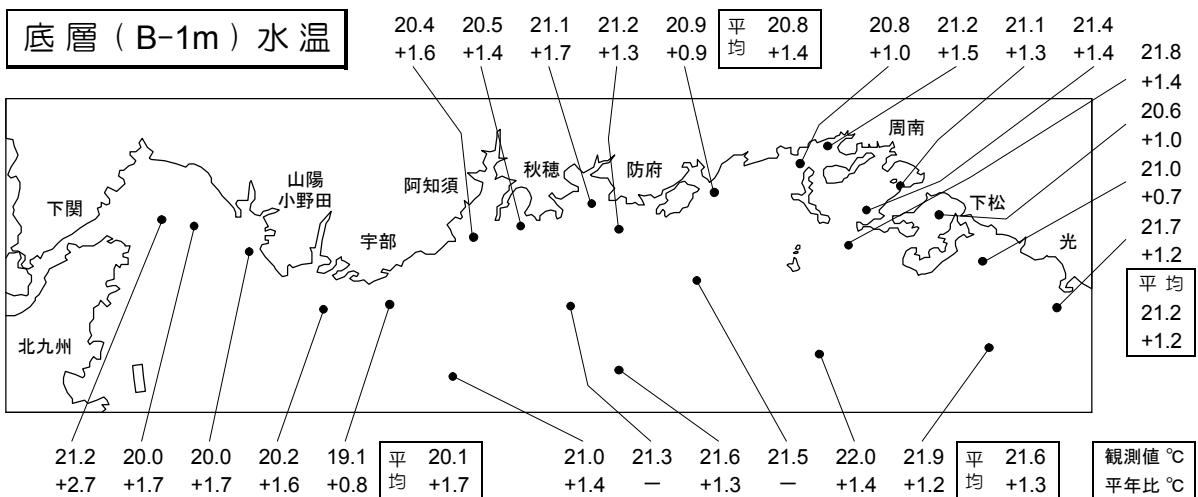 底層（B-1m）水温
20.4 20.5 21.1 21.2 20.9 平均 20.8 20.8 21.2 21.1 21.4
+1.6 +1.4 +1.7 +1.3 +0.9 +1.4 +1.0 +1.5 +1.3 +1.4
21.8
+1.4
20.6
+1.0
21.0
+0.7
21.7
+1.2
平均
21.2
+1.2
周南
秋穂
防府
山陽
小野田
阿知須
下関
下松
宇部
光
北九州
21.2 20.0 20.0 20.2 19.1 平均 20.1 21.0 21.3 21.6 21.5 22.0 21.9 平均 21.6 観測値 ℃
+2.7 +1.7 +1.7 +1.6 +0.8 +1.7 +1.4 － +1.3 － +1.4 +1.2 +1.3 平年比 ℃